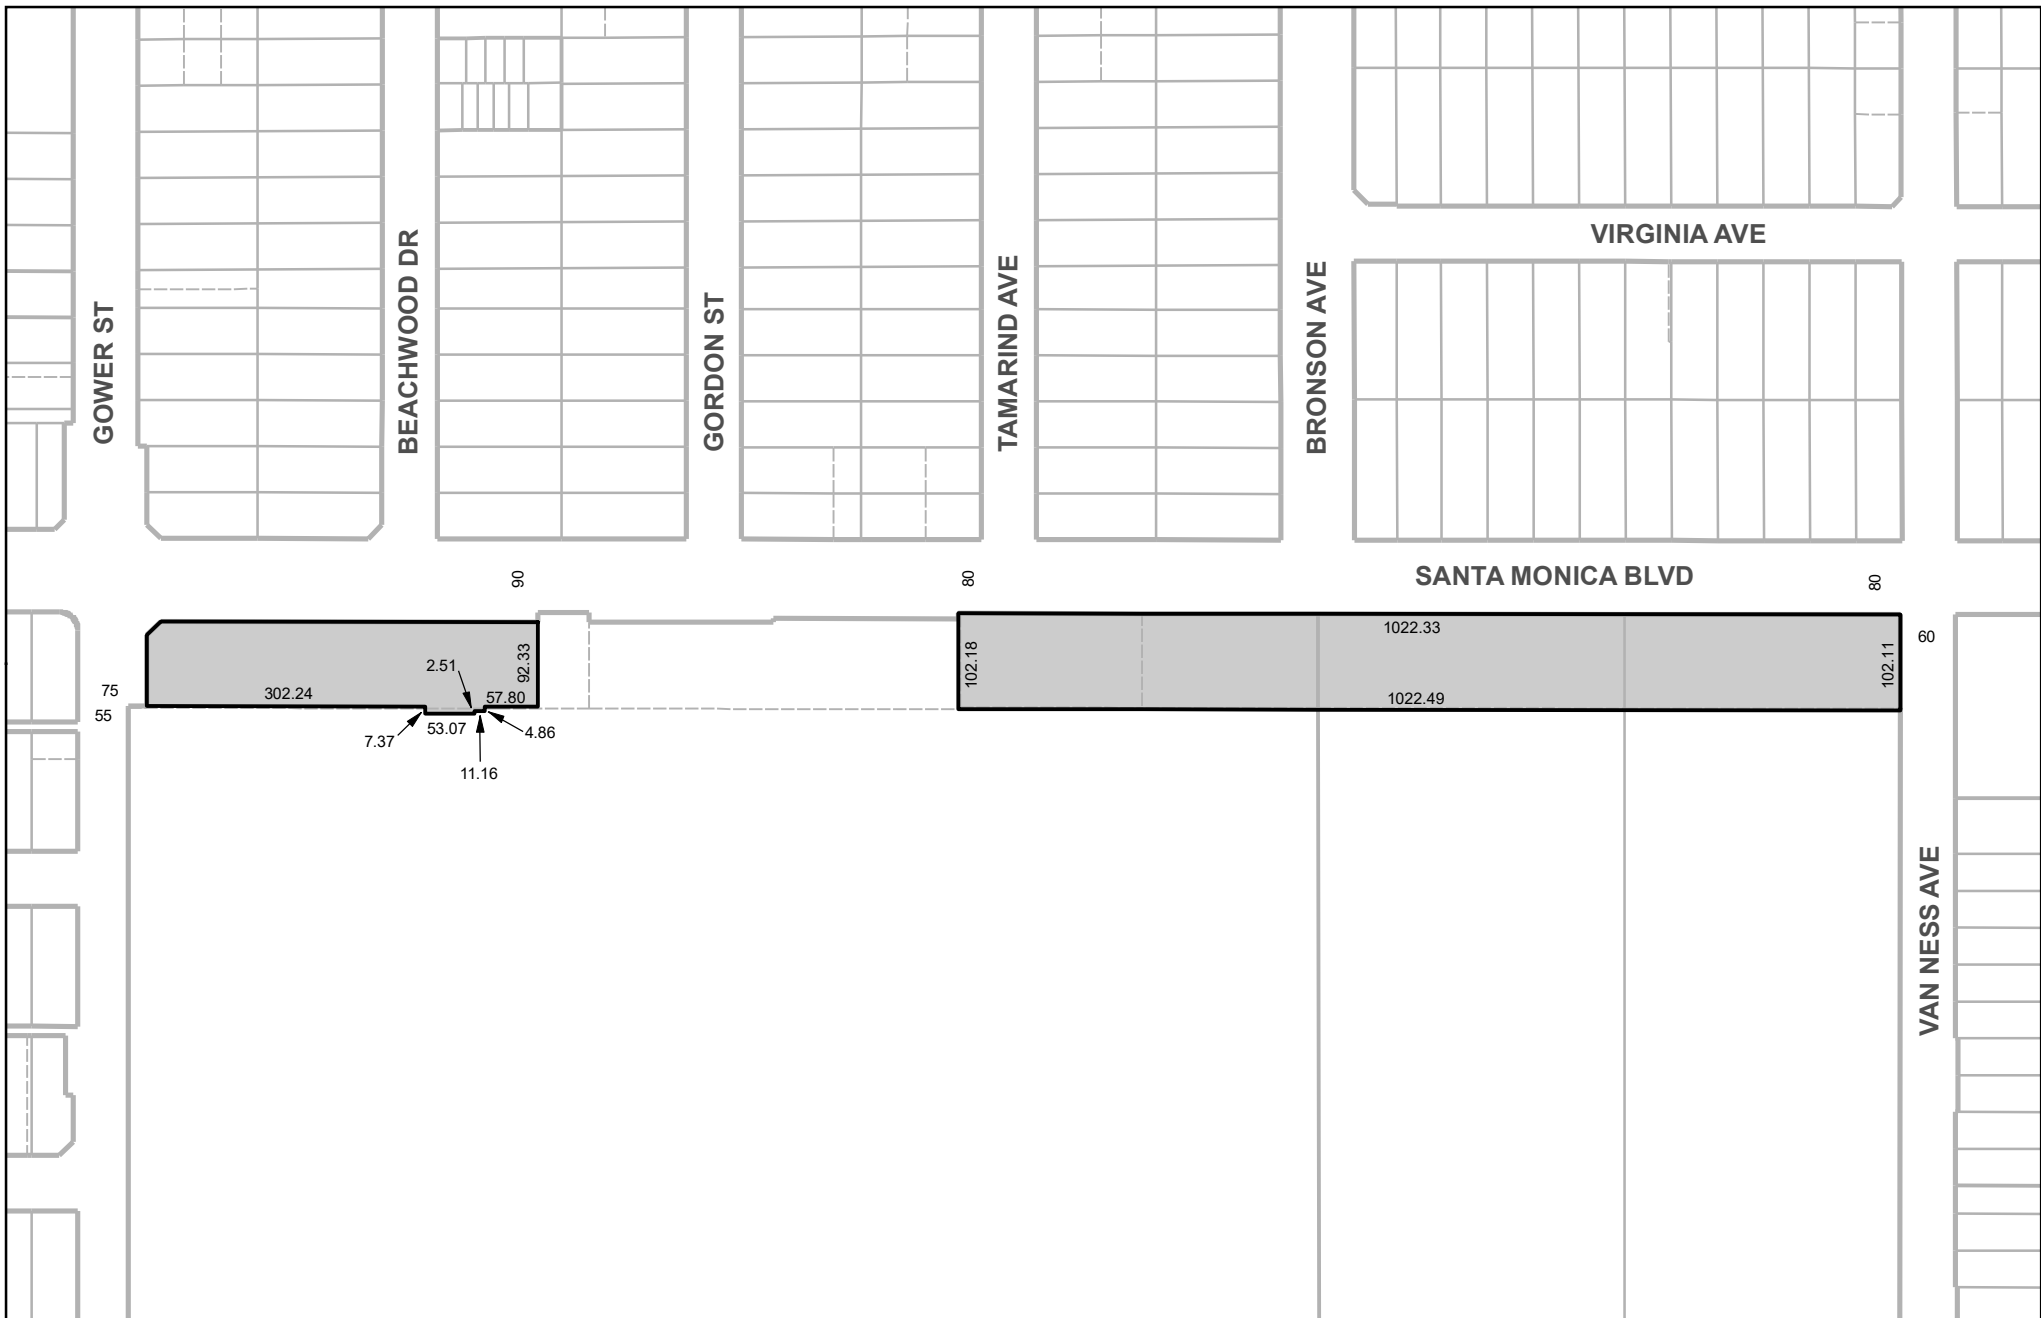 VIRGINIA AVE
GOWER ST
BEACHWOOD DR
GORDON ST
TAMARIND AVE
BRONSON AVE
90
80
SANTA MONICA BLVD
80
1022.33
60
2.51
92.33
102.18
102.11
75
302.24
57.80
1022.49
55
7.37
53.07
4.86
11.16
VAN NESS AVE